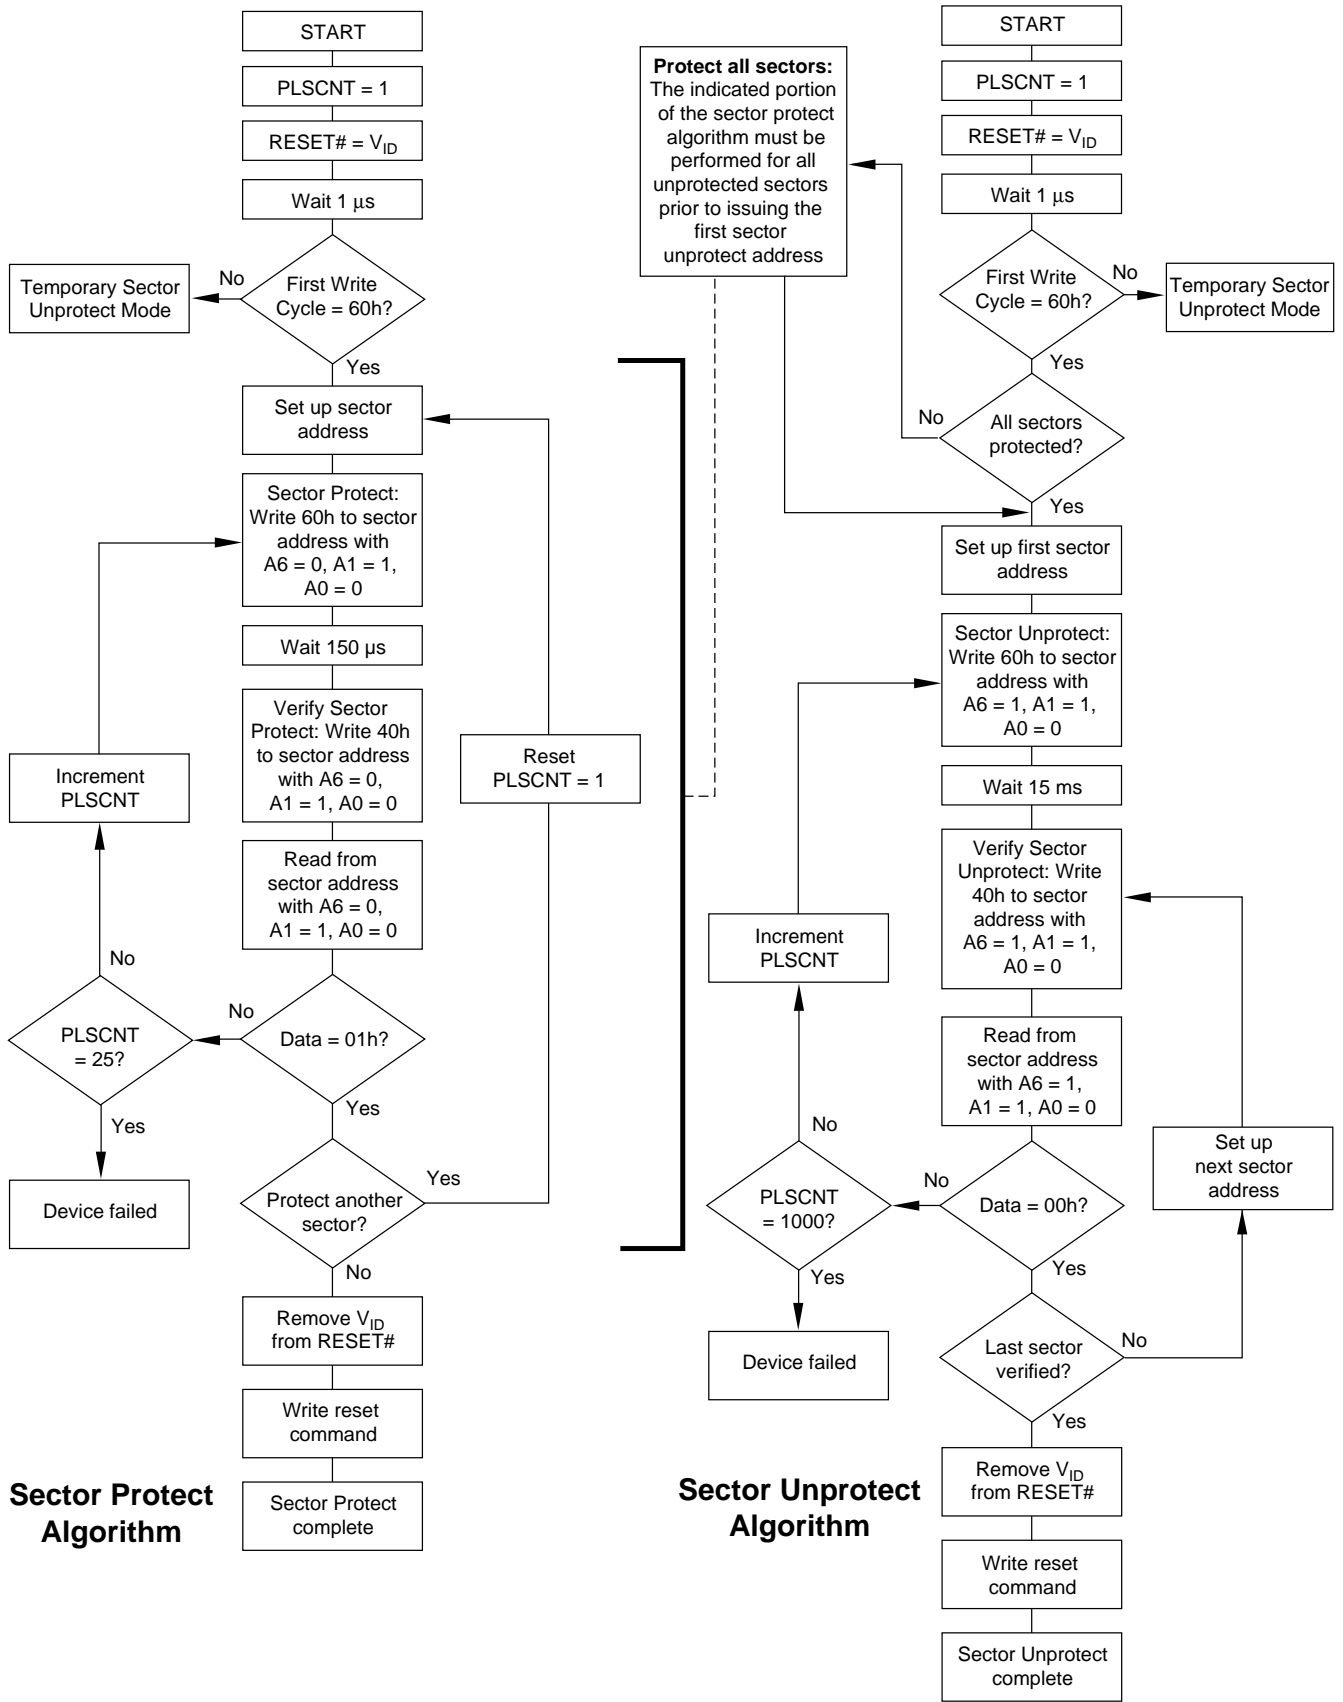 START
PLSCNT = 1
RESET# = VID
Wait 1 μs
First Write
Cycle = 60h?
No
Temporary Sector
Unprotect Mode
Yes
Set up sector
address
Sector Protect:
Write 60h to sector
address with
A6 = 0, A1 = 1,
A0 = 0
Wait 150 µs
Verify Sector
Protect: Write 40h
to sector address
with A6 = 0,
A1 = 1, A0 = 0
Increment
PLSCNT
Reset
PLSCNT = 1
Read from
sector address
with A6 = 0,
A1 = 1, A0 = 0
No
PLSCNT
= 25?
No
Data = 01h?
Yes
Yes
Device failed
Protect another
sector?
Yes
No
Remove VID
from RESET#
Write reset
command
Sector Protect
complete
Sector Protect
Algorithm
Protect all sectors:
The indicated portion
of the sector protect
algorithm must be
performed for all
unprotected sectors
prior to issuing the
first sector
unprotect address
START
PLSCNT = 1
RESET# = VID
Wait 1 μs
First Write
Cycle = 60h?
No
Temporary Sector
Unprotect Mode
Yes
No
All sectors
protected?
Yes
Set up first sector
address
Sector Unprotect:
Write 60h to sector
address with
A6 = 1, A1 = 1,
A0 = 0
Wait 15 ms
Verify Sector
Unprotect: Write
40h to sector
address with
A6 = 1, A1 = 1,
A0 = 0
Increment
PLSCNT
Read from
sector address
with A6 = 1,
A1 = 1, A0 = 0
No
Set up
next sector
address
PLSCNT
= 1000?
No
Data = 00h?
Yes
Yes
Device failed
Last sector
verified?
No
Yes
Remove VID
from RESET#
Write reset
command
Sector Unprotect
complete
Sector Unprotect
Algorithm